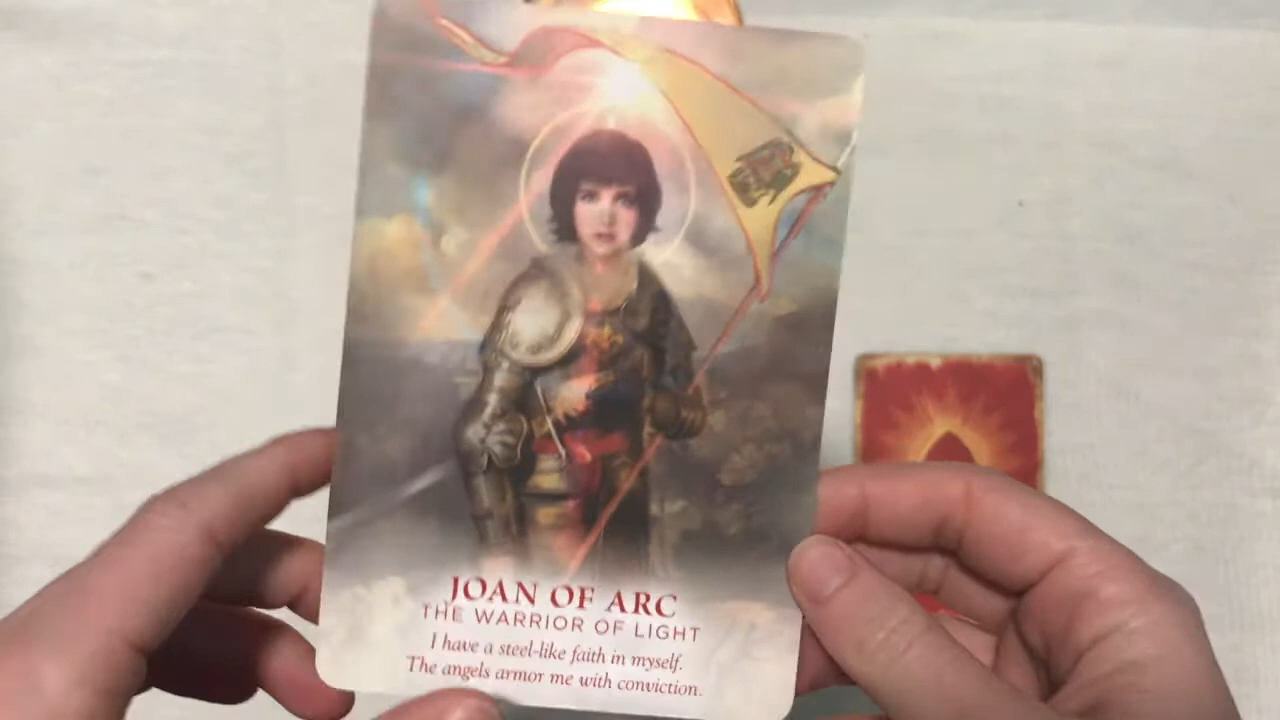 JOAN OF ARC
THE WARRIOR OF LIGHT
I have a steel-like faith in myself.
The angels armor me with conviction.